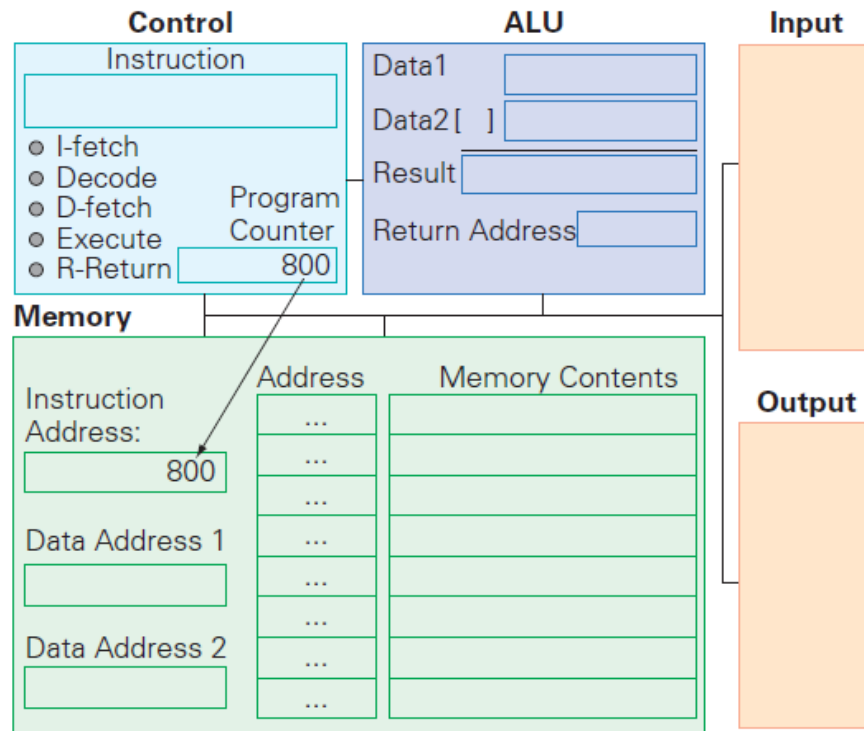 Control
ALU
Input
Instruction
I-fetch
Decode
D-fetch
Execute
R-Return
Program
Counter
800
Data1
Data2 [ ]
Result
Return Address
Memory
Instruction
Address:
800
Data Address 1
Data Address 2
Address
Memory Contents
...
...
...
...
...
...
...
...
Output